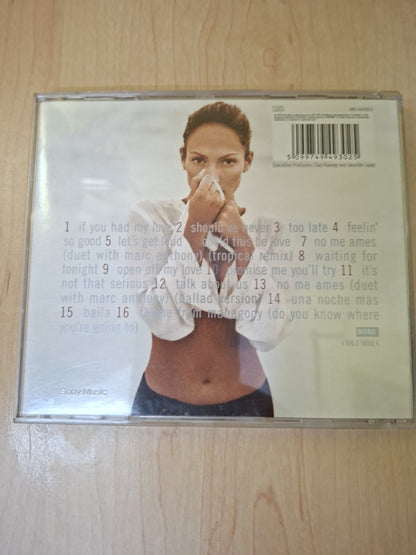 5 099749 493025
Executive Producers: Cory Rooney and Jennifer Lopez
1 if you had my love 2 should've never 3 too late 4 feelin'
so good 5 let's get loud could this be love 7 no me ames
(duet with marc anthony) (tropical remix) 8 waiting for
tonight 9 open off my love 10 promise me you'll try 11 it's
not that serious 12 talk about us 13 no me ames (duet
with marc anthony) (ballad version) 14 una noche más
15 baila 16 theme from mahogany (do you know where
you're going to)
WORK
COLUMBIA
Sony Music